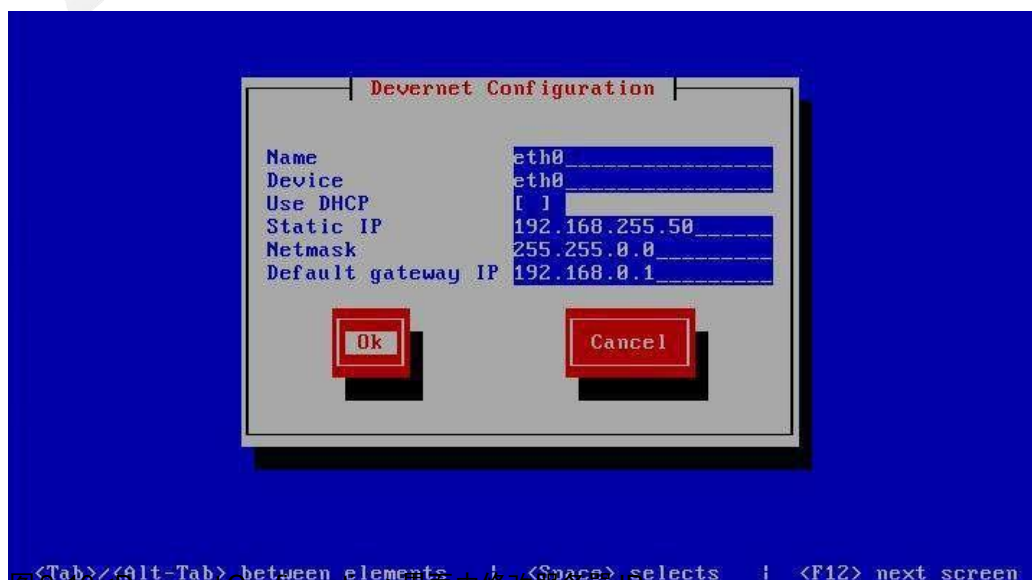 Devernet Configuration
Name eth0
Device eth0
Use DHCP [ ]
Static IP 192.168.255.50
Netmask 255.255.0.0
Default gateway IP 192.168.0.1
Ok Cancel
<Tab>/<Alt-Tab> between elements | <Space> selects | <F12> next screen